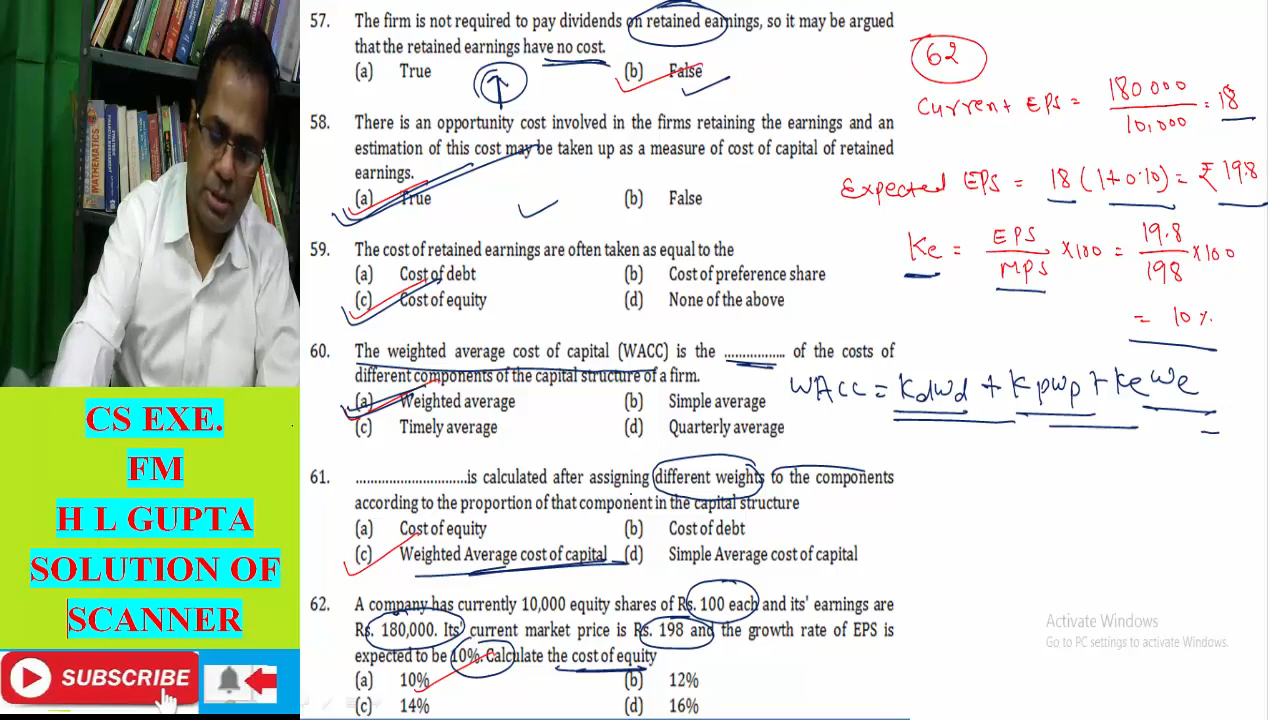 57. The firm is not required to pay dividends on retained earnings, so it may be argued
that the retained earnings have no cost.
(a) True (b) False
58. There is an opportunity cost involved in the firms retaining the earnings and an
estimation of this cost may be taken up as a measure of cost of capital of retained
earnings.
(a) True (b) False
59. The cost of retained earnings are often taken as equal to the
(a) Cost of debt (b) Cost of preference share
(c) Cost of equity (d) None of the above
60. The weighted average cost of capital (WACC) is the ................. of the costs of
different components of the capital structure of a firm.
(a) Weighted average (b) Simple average
(c) Timely average (d) Quarterly average
61. ..............................is calculated after assigning different weights to the components
according to the proportion of that component in the capital structure
(a) Cost of equity (b) Cost of debt
(c) Weighted Average cost of capital (d) Simple Average cost of capital
62. A company has currently 10,000 equity shares of Rs. 100 each and its' earnings are
Rs. 180,000. Its' current market price is Rs. 198 and the growth rate of EPS is
expected to be 10%. Calculate the cost of equity
(a) 10% (b) 12%
(c) 14% (d) 16%
62
Current EPS = 180000 / 10,000 = 18
Expected EPS = 18 (1+0.10) = ₹ 19.8
Ke = EPS / MPS ×100 = 19.8 / 198 ×100
= 10%
WACC = Kdwd + Kpwp + Ke we
CS EXE.
FM
H L GUPTA
SOLUTION OF
SCANNER
SUBSCRIBE
Activate Windows
Go to PC settings to activate Windows.
MATHEMATICS